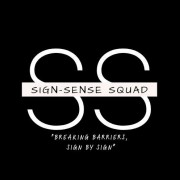 SS
SIGN-SENSE SQUAD
"BREAKING BARRIERS,
SIGN BY SIGN"